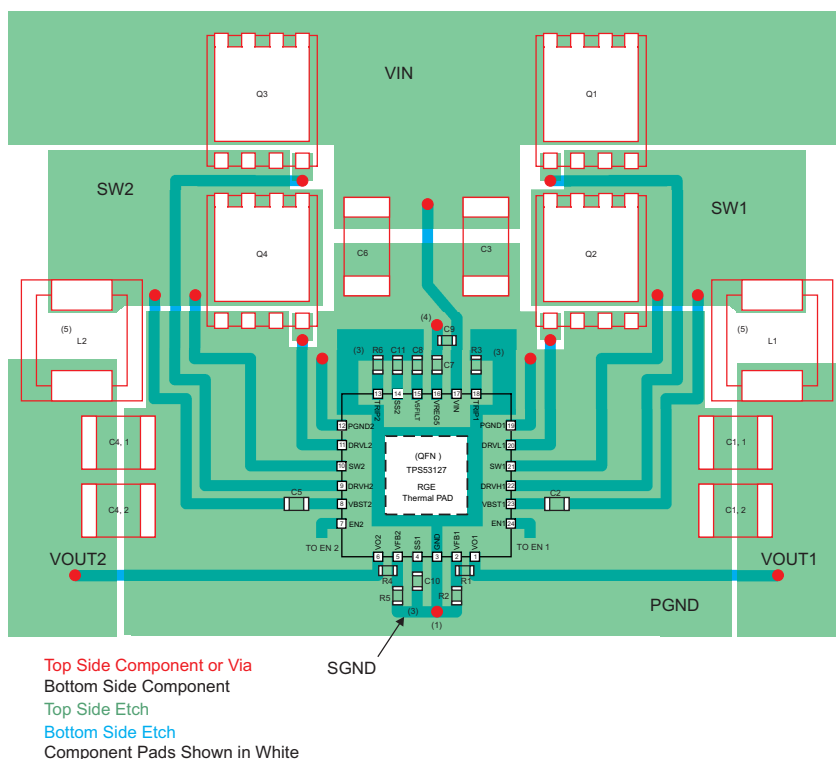 VIN
Q3
Q1
SW2
SW1
Q4
Q2
C6
C3
(5)
L2
(5)
L1
(4)
C9
(3)
R6
C11
C8
C7
R3
(3)
13
14
15
16
17
18
TRP2
SS2
V5FILT
VREG5
VIN
TRP1
12
PGND2
PGND1
19
11
DRVL2
DRVL1
20
10
SW2
SW1
21
9
DRVH2
DRVH1
22
8
VBST2
VBST1
23
7
EN2
EN1
24
(QFN )
TPS53127
RGE
Thermal PAD
C4, 1
C1, 1
C4, 2
C1, 2
C5
C2
TO EN 2
TO EN 1
VO2
VFB2
SS1
GND
VFB1
VO1
6
5
4
3
2
1
VOUT2
VOUT1
R4
R1
C10
R5
R2
(3)
(1)
PGND
SGND
Top Side Component or Via
Bottom Side Component
Top Side Etch
Bottom Side Etch
Component Pads Shown in White